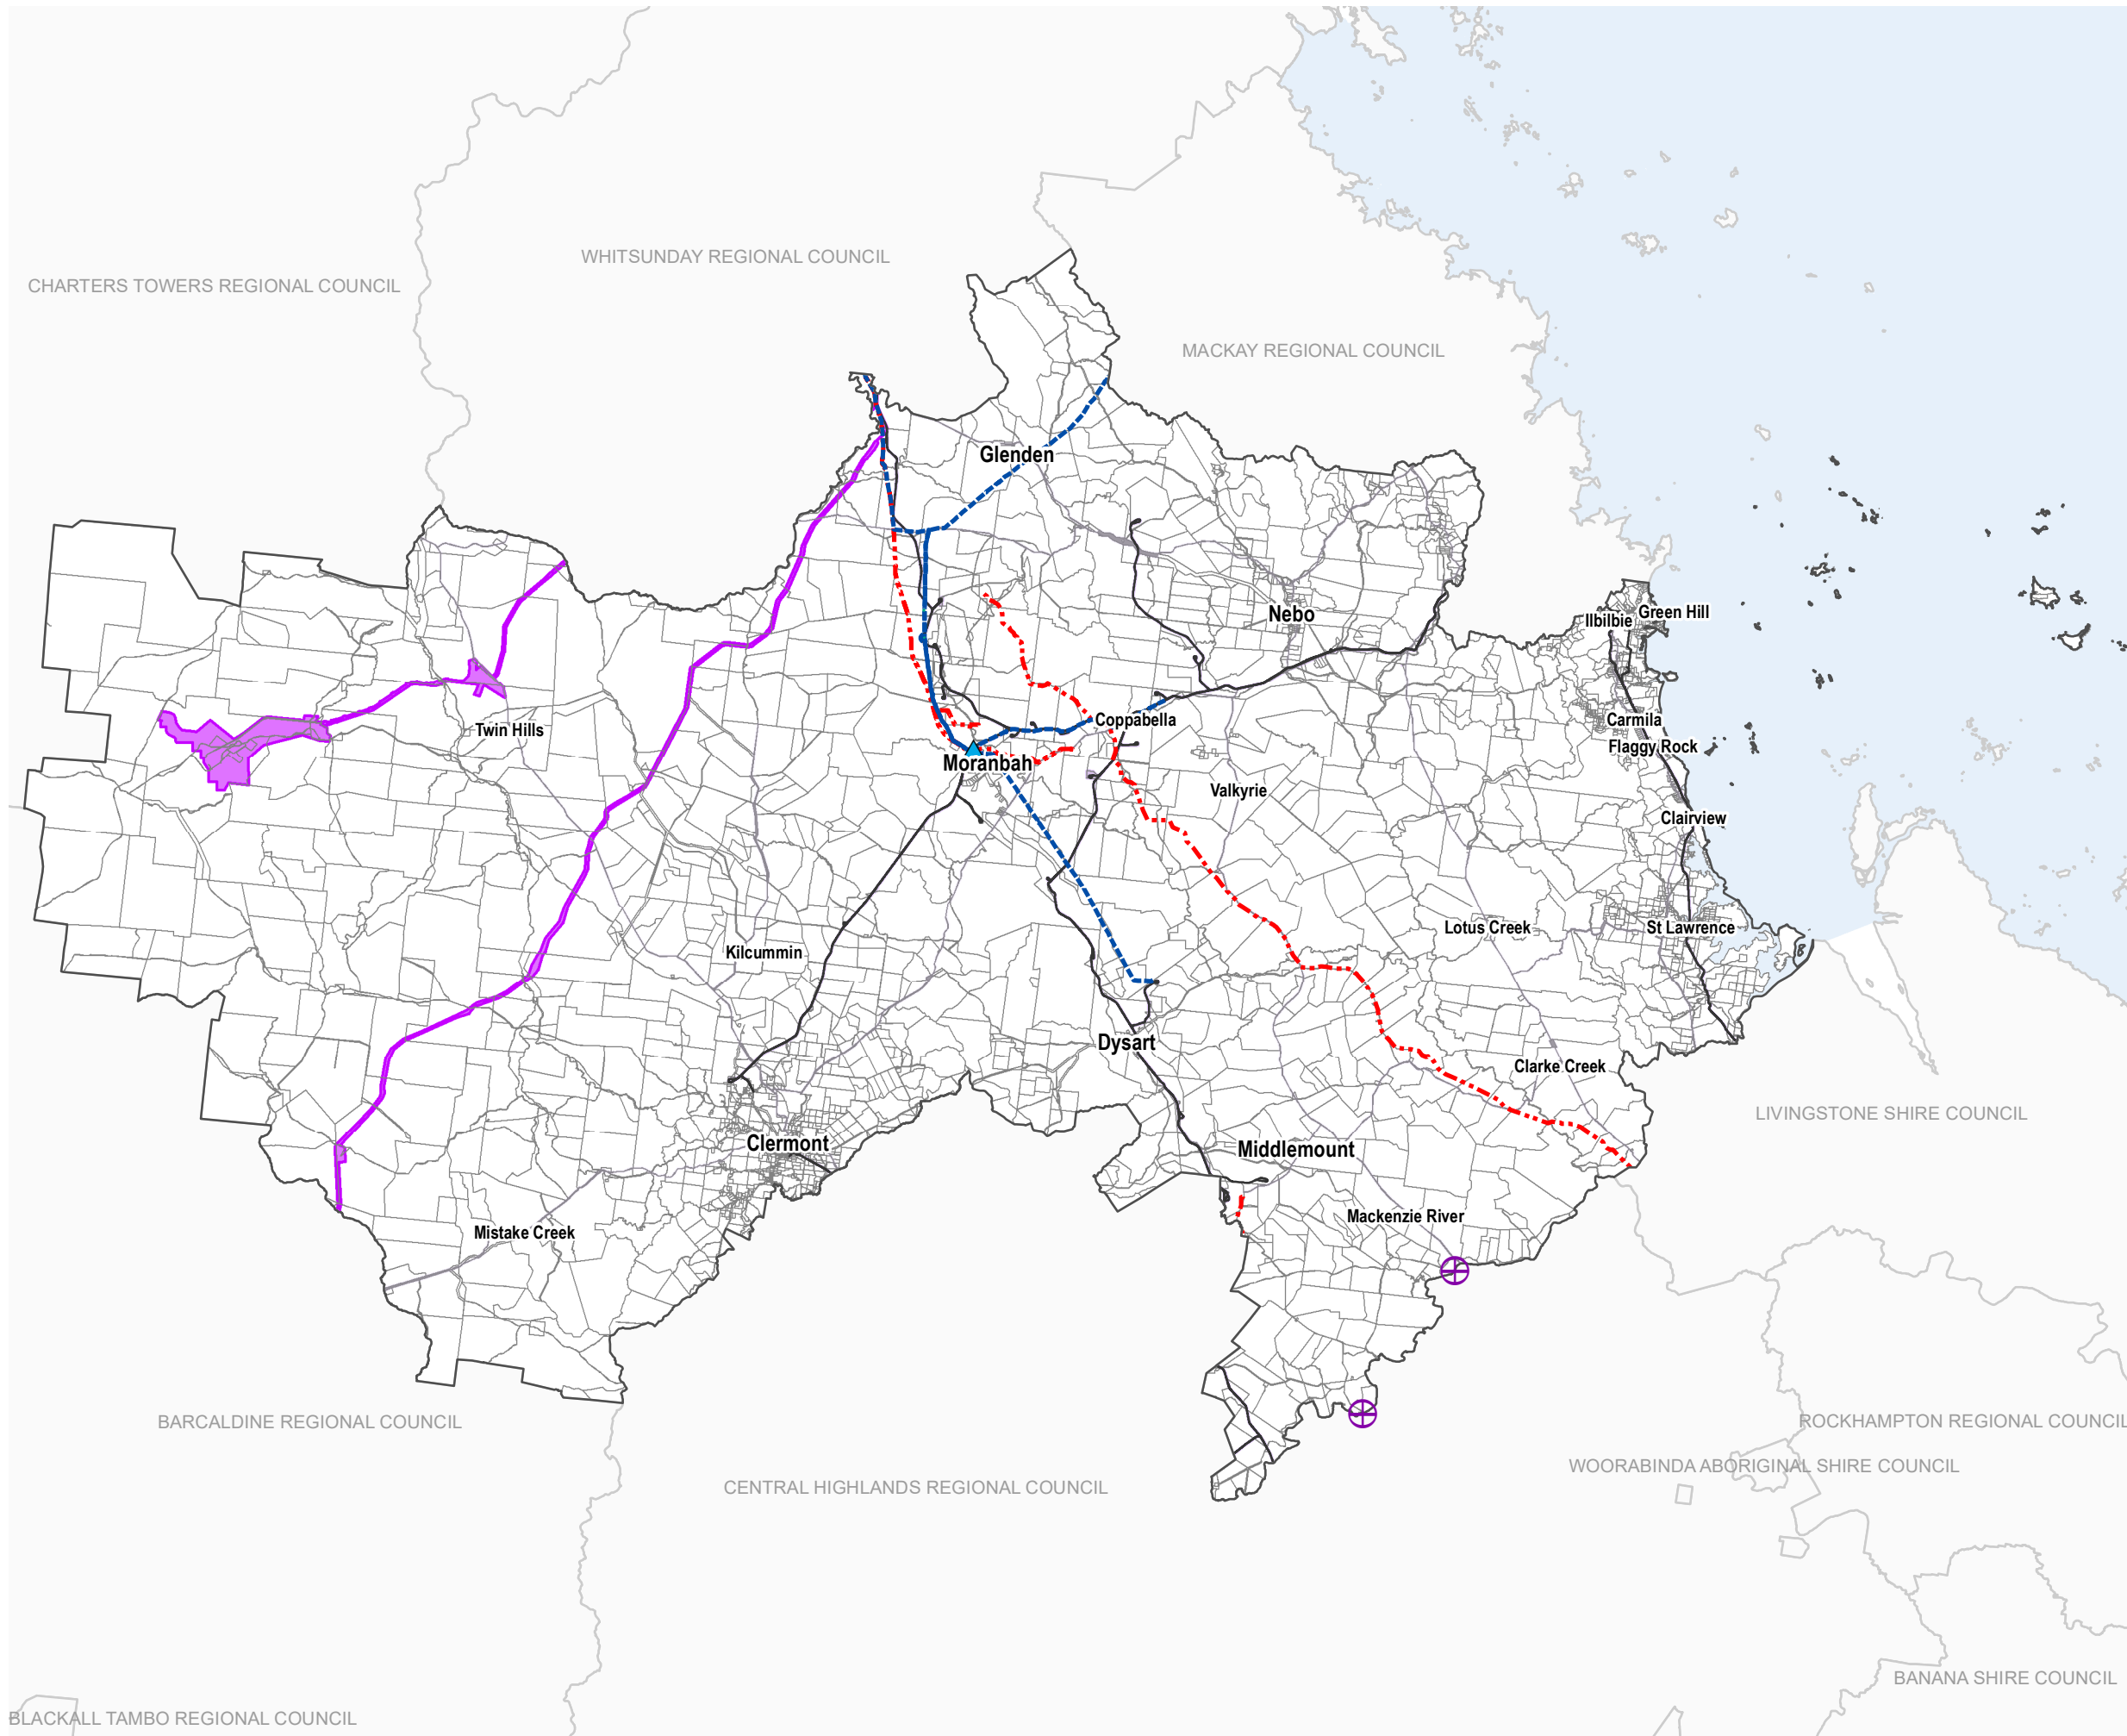 WHITSUNDAY REGIONAL COUNCIL
CHARTERS TOWERS REGIONAL COUNCIL
MACKAY REGIONAL COUNCIL
Glenden
Nebo
Green Hill
Ilbilbie
Coppabella
Carmila
Twin Hills
Flaggy Rock
Moranbah
Valkyrie
Clairview
Lotus Creek
St Lawrence
Kilcummin
Dysart
Clarke Creek
LIVINGSTONE SHIRE COUNCIL
Clermont
Middlemount
Mackenzie River
Mistake Creek
BARCALDINE REGIONAL COUNCIL
ROCKHAMPTON REGIONAL COUNCIL
WOORABINDA ABORIGINAL SHIRE COUNCIL
CENTRAL HIGHLANDS REGIONAL COUNCIL
BANANA SHIRE COUNCIL
BLACKALL TAMBO REGIONAL COUNCIL